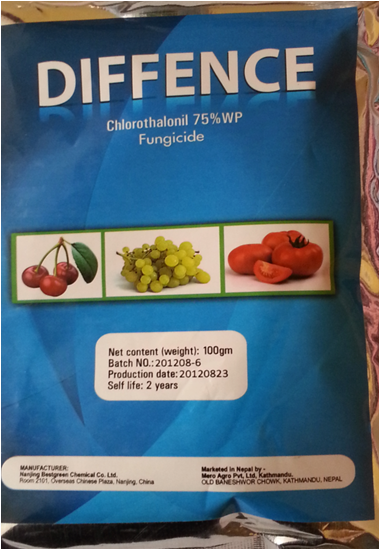 DIFFENCE
Chlorothalonil 75%WP
Fungicide
Net content (weight): 100gm
Batch NO.:201208-6
Production date:20120823
Self life: 2 years
MANUFACTURER:
Nanjing Bestgreen Chemical Co. Ltd.
Room 2101, Overseas Chinese Plaza, Nanjing, China
Marketed in Nepal by -
Mero Agro Pvt, Ltd, Kathmandu.
OLD BANESHWOR CHOWK, KATHMANDU, NEPAL